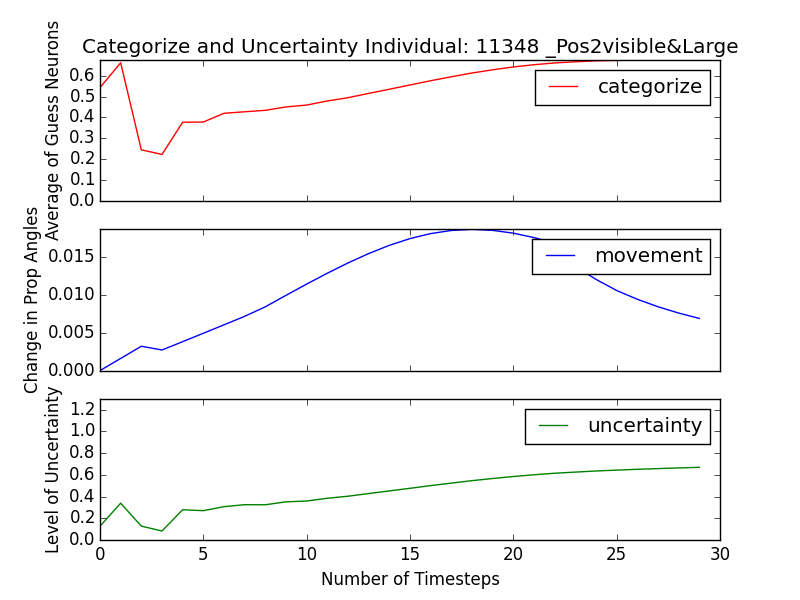 Categorize and Uncertainty Individual: 11348 _Pos2visible&Large
Average of Guess Neurons
0.6
0.5
0.4
0.3
0.2
0.1
0.0
categorize
Change in Prop Angles
0.015
0.010
0.005
0.000
movement
Level of Uncertainty
1.2
1.0
0.8
0.6
0.4
0.2
0.0
uncertainty
0 5 10 15 20 25 30
Number of Timesteps